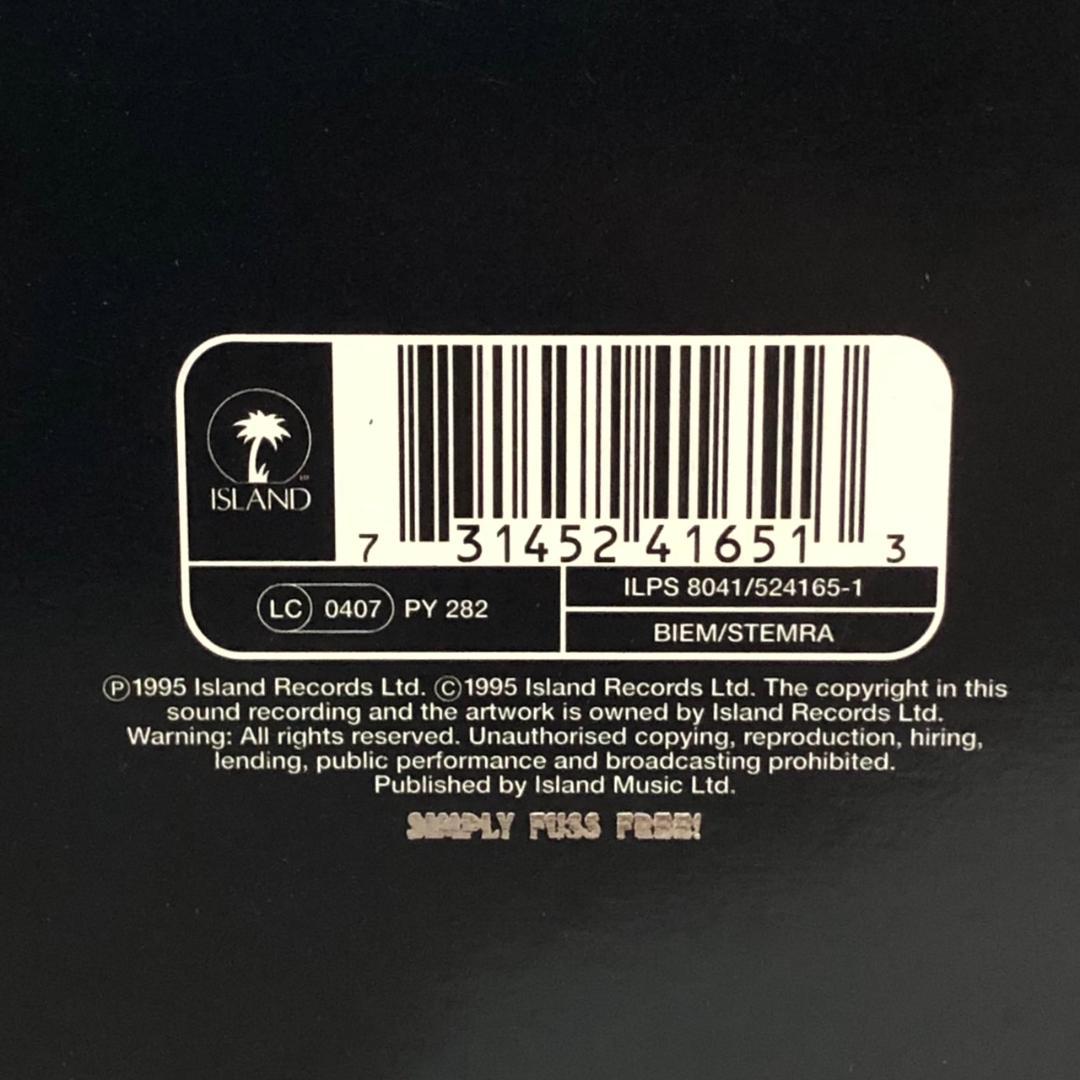 ISLAND
7 31452 41651 3
LC 0407 PY 282
ILPS 8041/524165-1
BIEM/STEMRA
Ⓟ1995 Island Records Ltd. Ⓒ1995 Island Records Ltd. The copyright in this
sound recording and the artwork is owned by Island Records Ltd.
Warning: All rights reserved. Unauthorised copying, reproduction, hiring,
lending, public performance and broadcasting prohibited.
Published by Island Music Ltd.
SIMPLY FUSS FREE!